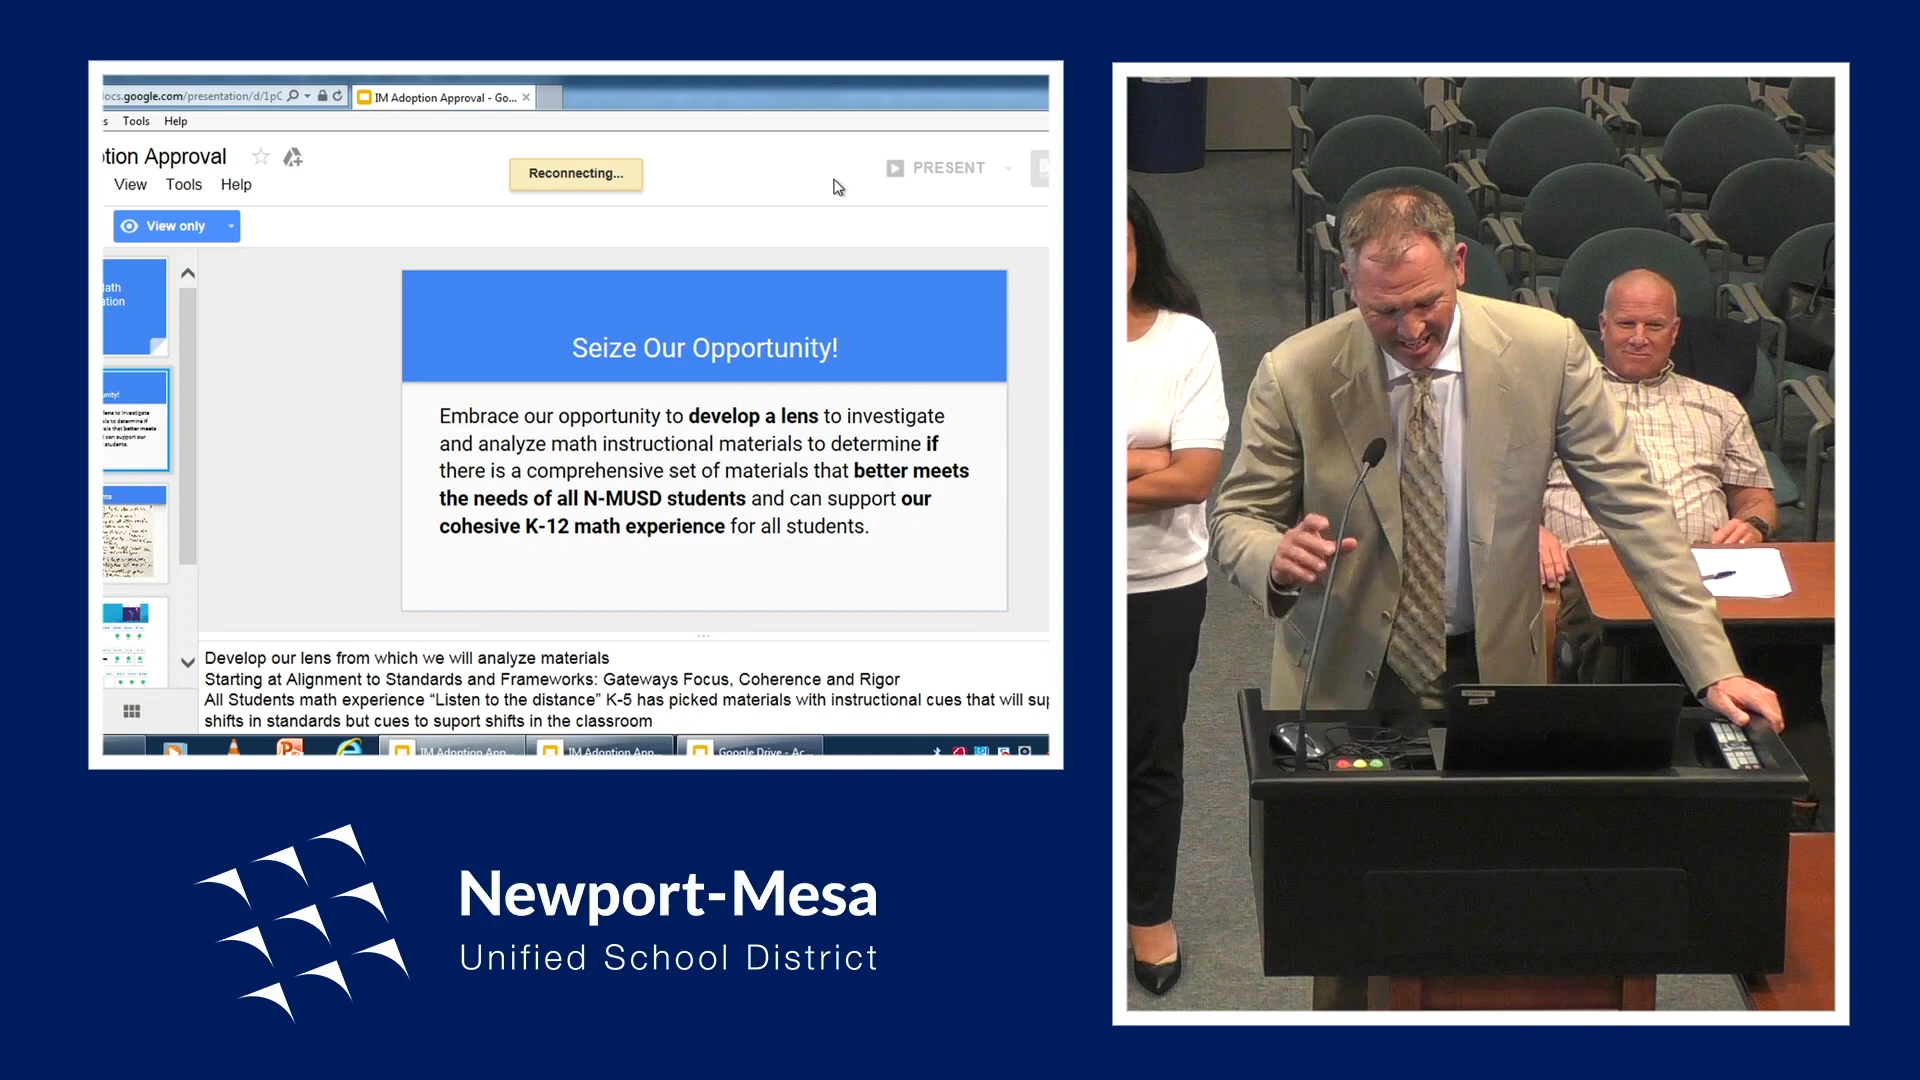 docs.google.com/presentation/d/1pC
IM Adoption Approval - Go...
s Tools Help
tion Approval
Reconnecting...
PRESENT
View Tools Help
View only
ath
tion
nity!
Seize Our Opportunity!
Embrace our opportunity to develop a lens to investigate
and analyze math instructional materials to determine if
there is a comprehensive set of materials that better meets
the needs of all N-MUSD students and can support our
cohesive K-12 math experience for all students.
nts
Develop our lens from which we will analyze materials
Starting at Alignment to Standards and Frameworks: Gateways Focus, Coherence and Rigor
All Students math experience “Listen to the distance” K-5 has picked materials with instructional cues that will sup
shifts in standards but cues to suport shifts in the classroom
IM Adoption App... IM Adoption App... Google Drive - Ac...
Newport-Mesa
Unified School District